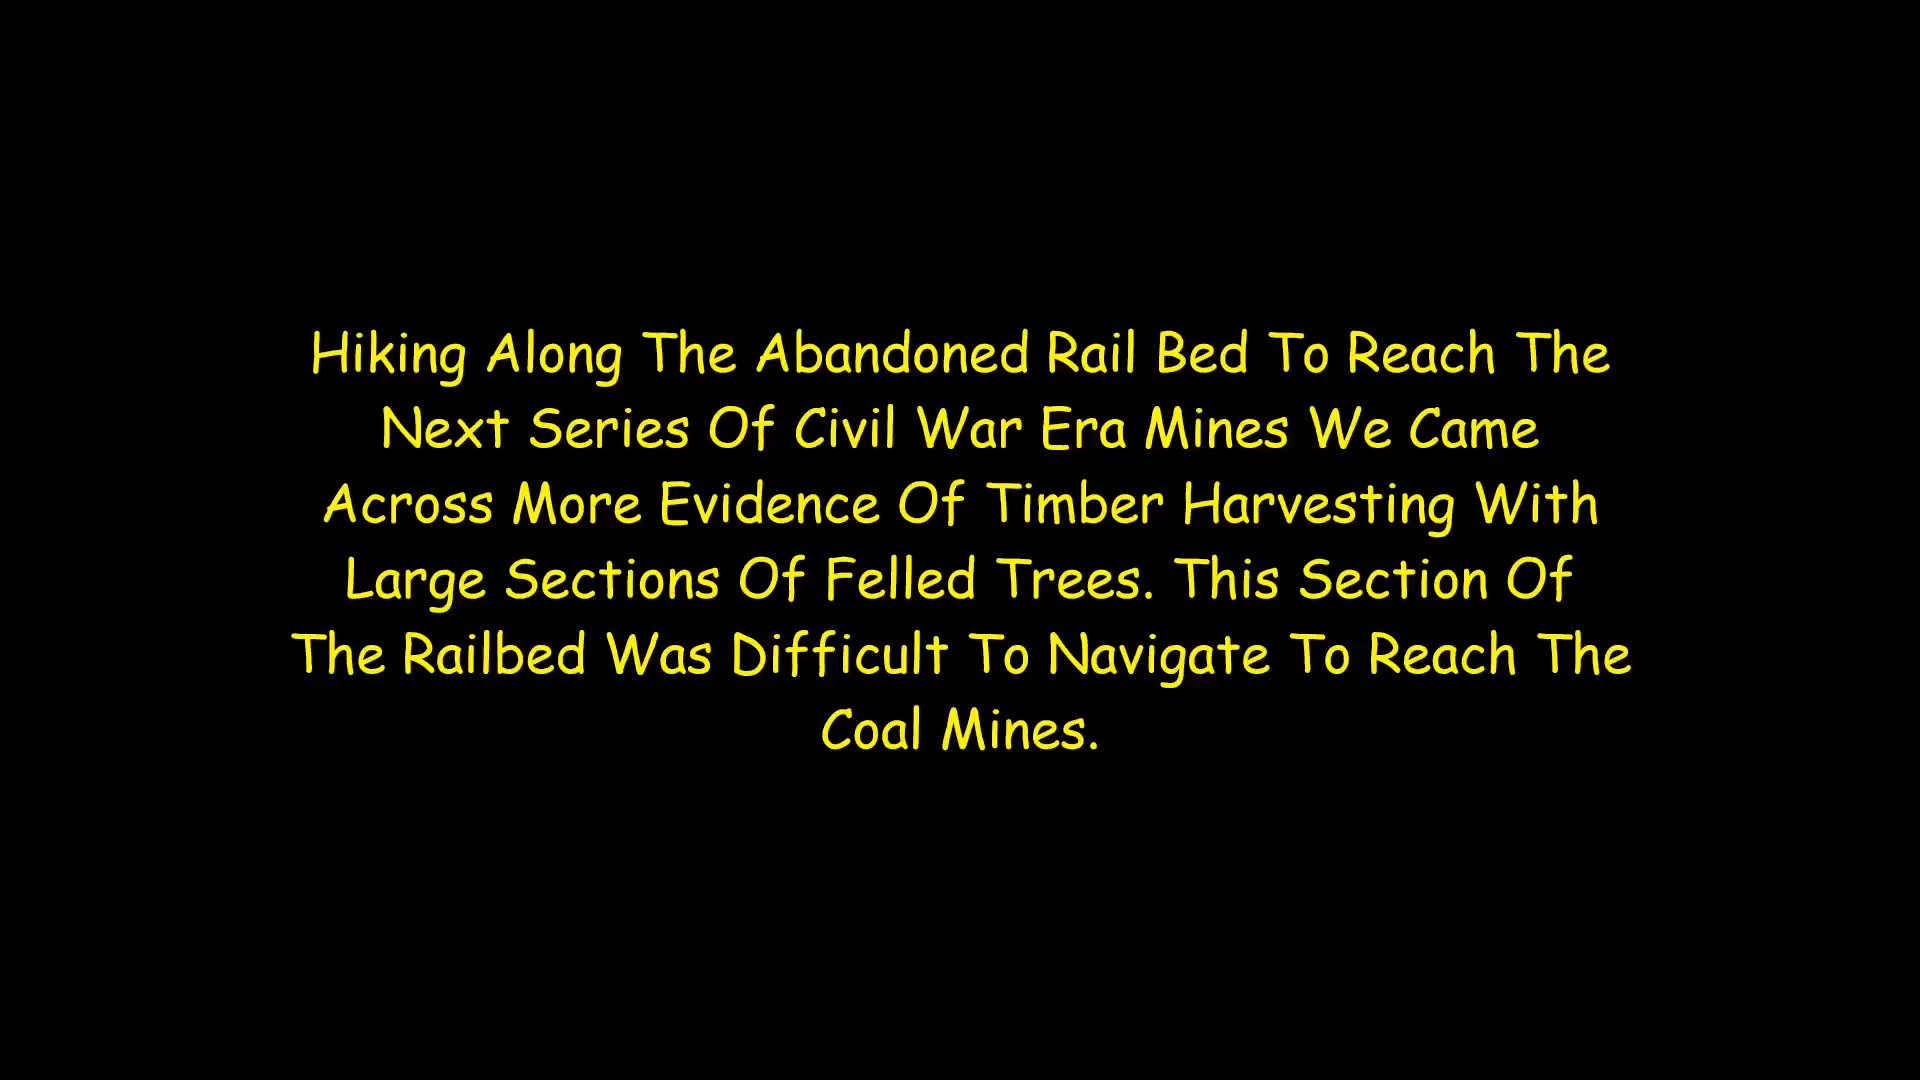 Hiking Along The Abandoned Rail Bed To Reach The
Next Series Of Civil War Era Mines We Came
Across More Evidence Of Timber Harvesting With
Large Sections Of Felled Trees. This Section Of
The Railbed Was Difficult To Navigate To Reach The
Coal Mines.